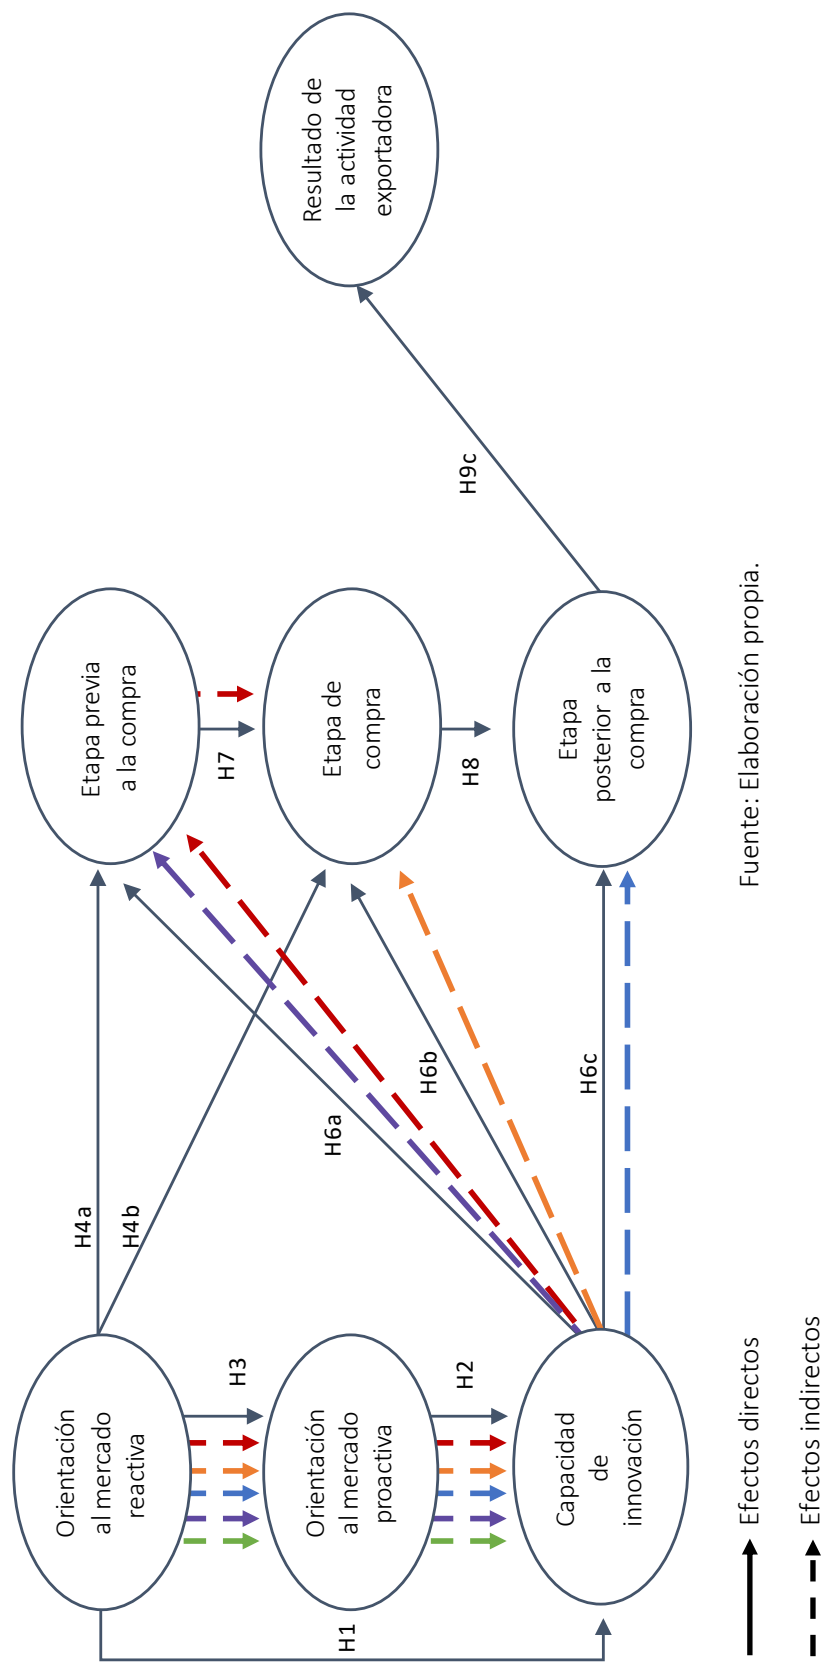 Orientación
al mercado
reactiva
Orientación
al mercado
proactiva
Capacidad
de
innovación
H1
H3
H2
H4a
H4b
H6a
H6b
H6c
Etapa previa
a la compra
H7
Etapa de
compra
H8
Etapa
posterior a la
compra
H9c
Resultado de
la actividad
exportadora
Efectos directos
Efectos indirectos
Fuente: Elaboración propia.